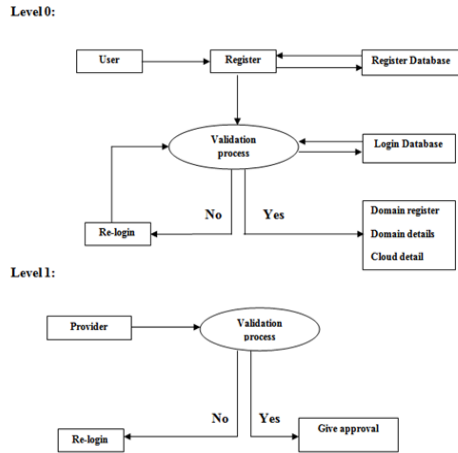 Level 0:
User
Register
Register Database
Validation
process
Login Database
No
Yes
Re-login
Domain register
Domain details
Cloud detail
Level 1:
Provider
Validation
process
No
Yes
Re-login
Give approval